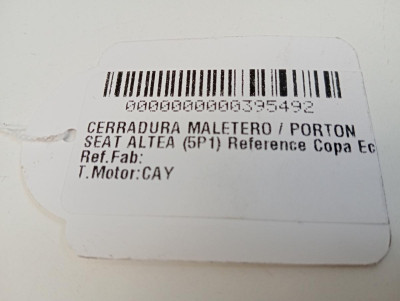 0000000000395492
CERRADURA MALETERO / PORTON
SEAT ALTEA (5P1) Reference Copa Ec
Ref.Fab:
T.Motor:CAY